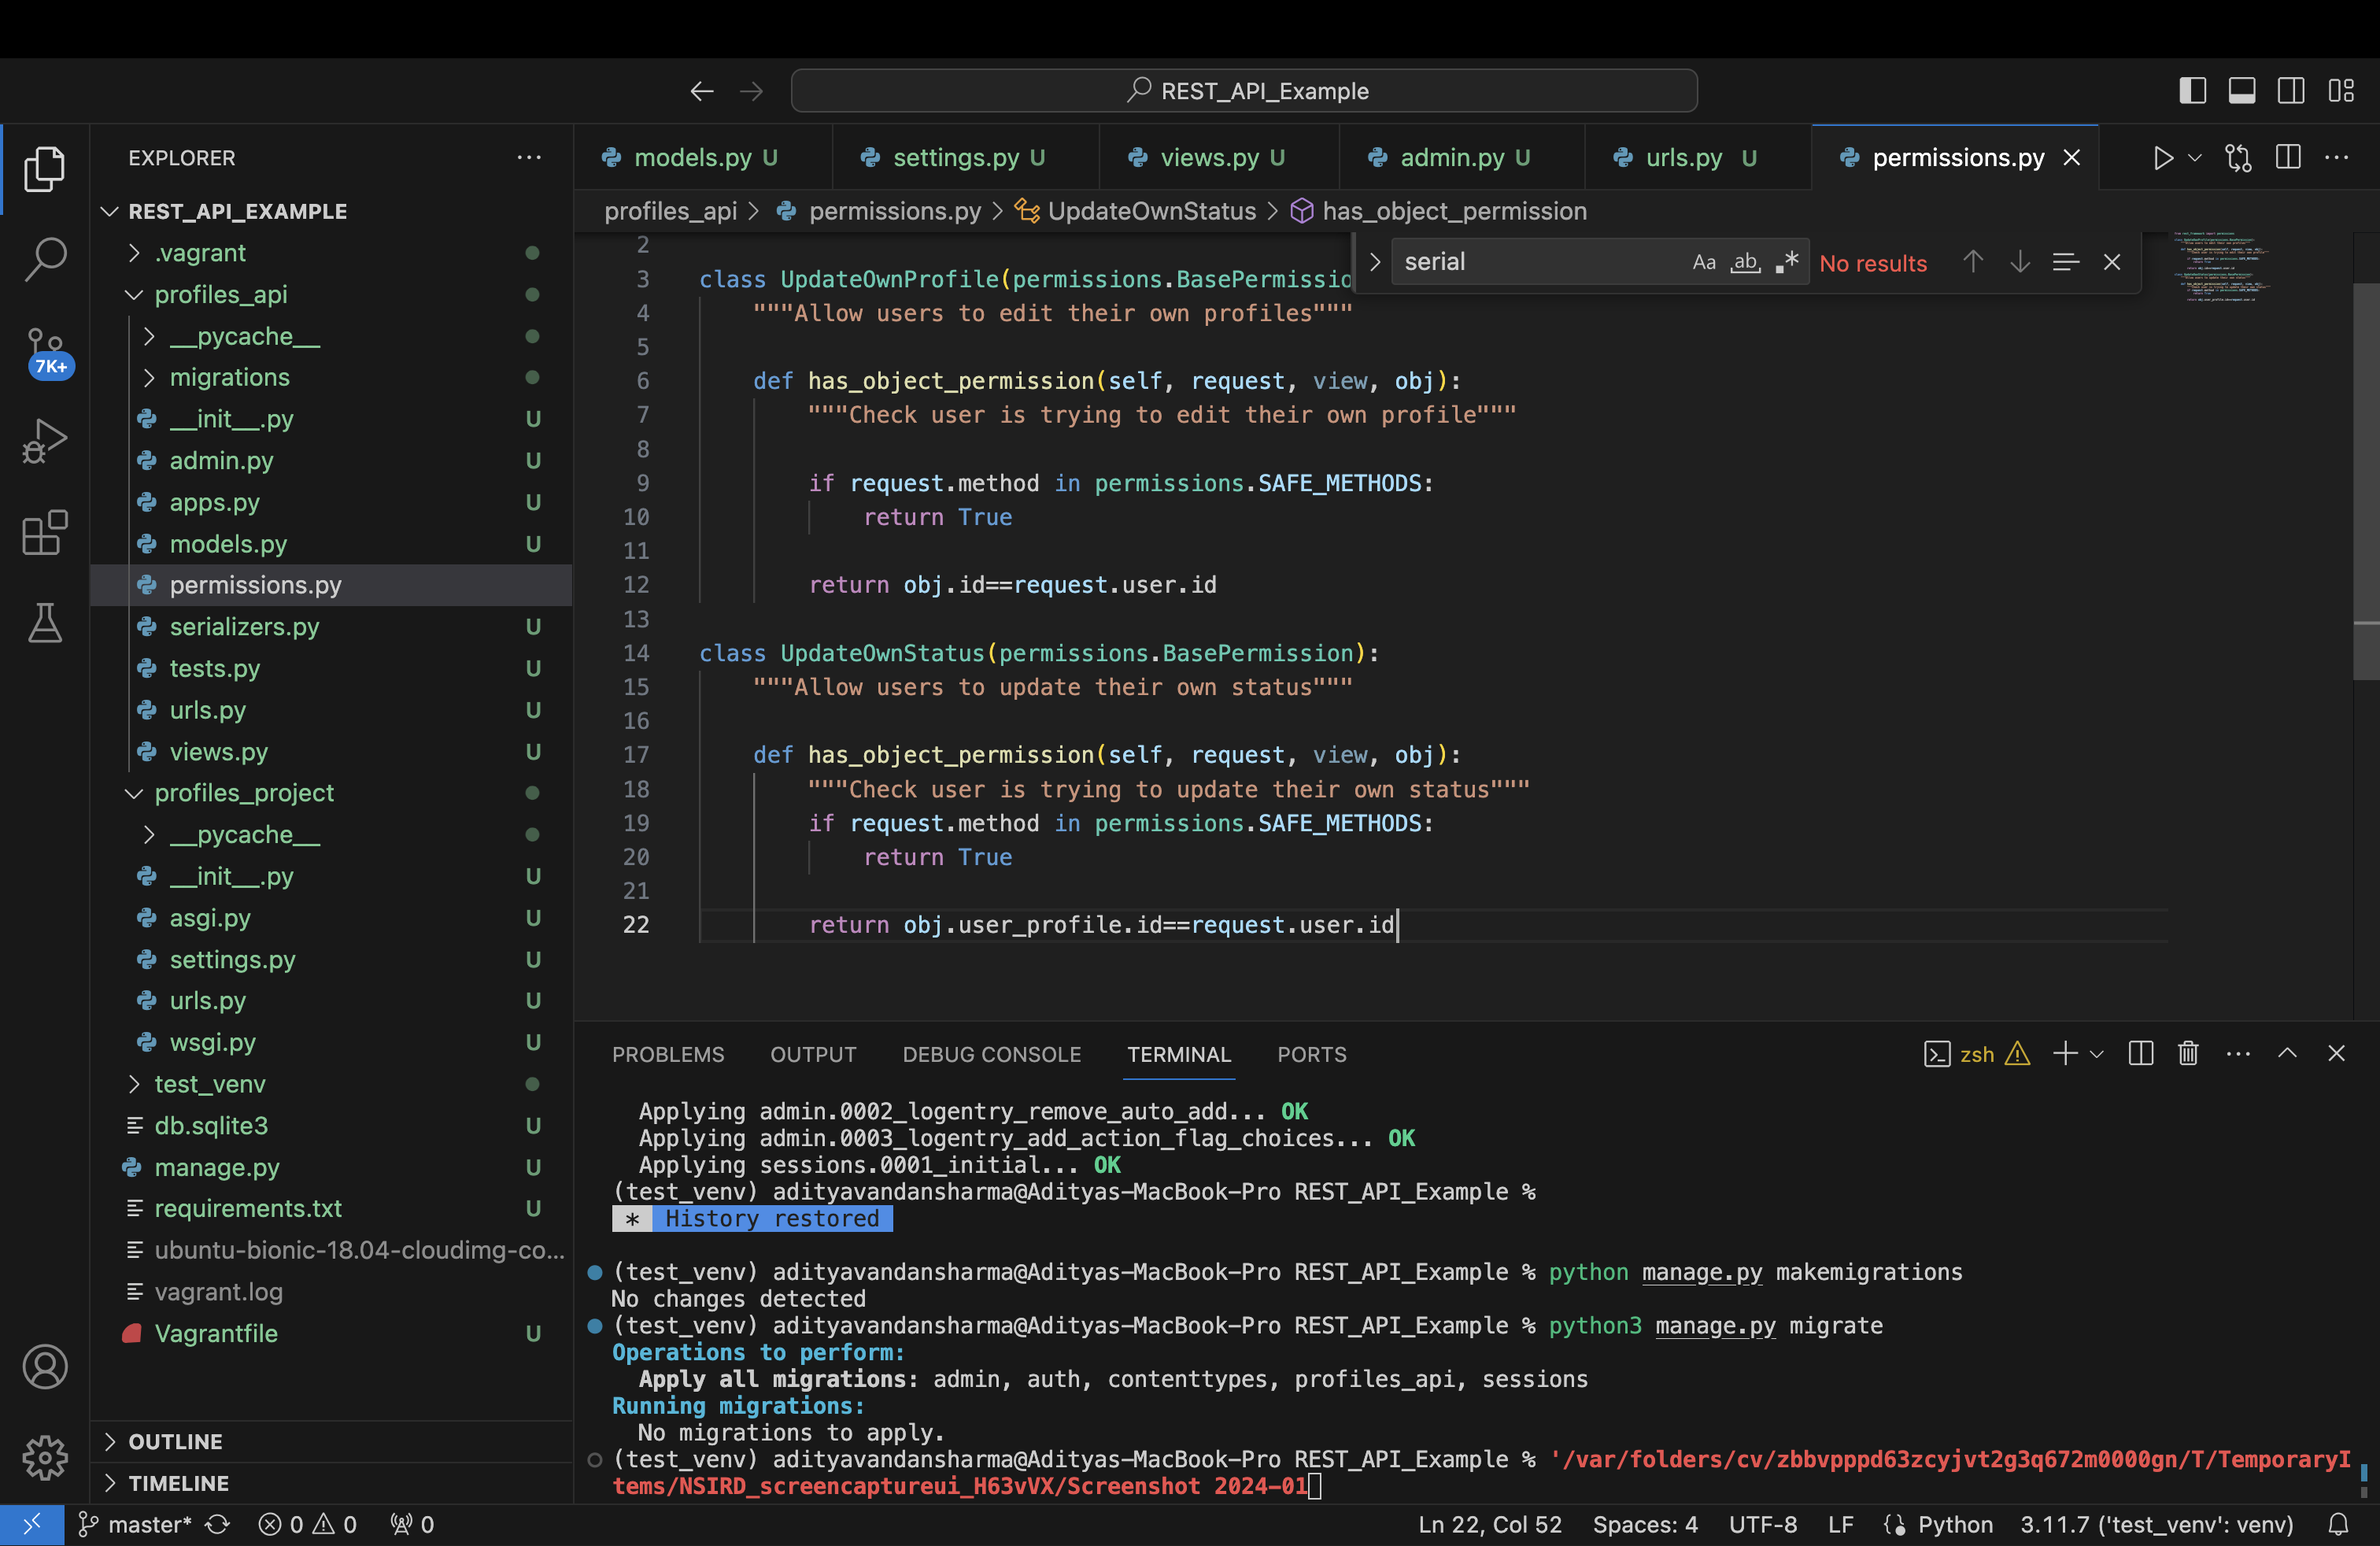 REST_API_Example
EXPLORER
REST_API_EXAMPLE
.vagrant
profiles_api
__pycache__
migrations
__init__.py U
admin.py U
apps.py U
models.py U
permissions.py
serializers.py U
tests.py U
urls.py U
views.py U
profiles_project
__pycache__
__init__.py U
asgi.py U
settings.py U
urls.py U
wsgi.py U
test_venv
db.sqlite3 U
manage.py U
requirements.txt U
ubuntu-bionic-18.04-cloudimg-co...
vagrant.log
Vagrantfile U
OUTLINE
TIMELINE
7K+
models.py U settings.py U views.py U admin.py U urls.py U permissions.py
profiles_api > permissions.py > UpdateOwnStatus > has_object_permission
serial Aa ab .* No results
2
3 class UpdateOwnProfile(permissions.BasePermissio
4 """Allow users to edit their own profiles"""
5
6 def has_object_permission(self, request, view, obj):
7 """Check user is trying to edit their own profile"""
8
9 if request.method in permissions.SAFE_METHODS:
10 return True
11
12 return obj.id==request.user.id
13
14 class UpdateOwnStatus(permissions.BasePermission):
15 """Allow users to update their own status"""
16
17 def has_object_permission(self, request, view, obj):
18 """Check user is trying to update their own status"""
19 if request.method in permissions.SAFE_METHODS:
20 return True
21
22 return obj.user_profile.id==request.user.id
PROBLEMS OUTPUT DEBUG CONSOLE TERMINAL PORTS zsh
Applying admin.0002_logentry_remove_auto_add... OK
Applying admin.0003_logentry_add_action_flag_choices... OK
Applying sessions.0001_initial... OK
(test_venv) adityavandansharma@Adityas-MacBook-Pro REST_API_Example %
* History restored
(test_venv) adityavandansharma@Adityas-MacBook-Pro REST_API_Example % python manage.py makemigrations
No changes detected
(test_venv) adityavandansharma@Adityas-MacBook-Pro REST_API_Example % python3 manage.py migrate
Operations to perform:
Apply all migrations: admin, auth, contenttypes, profiles_api, sessions
Running migrations:
No migrations to apply.
(test_venv) adityavandansharma@Adityas-MacBook-Pro REST_API_Example % '/var/folders/cv/zbbvpppd63zcyjvt2g3q672m0000gn/T/TemporaryI
tems/NSIRD_screencaptureui_H63vVX/Screenshot 2024-01
master* 0 0 0 Ln 22, Col 52 Spaces: 4 UTF-8 LF Python 3.11.7 ('test_venv': venv)